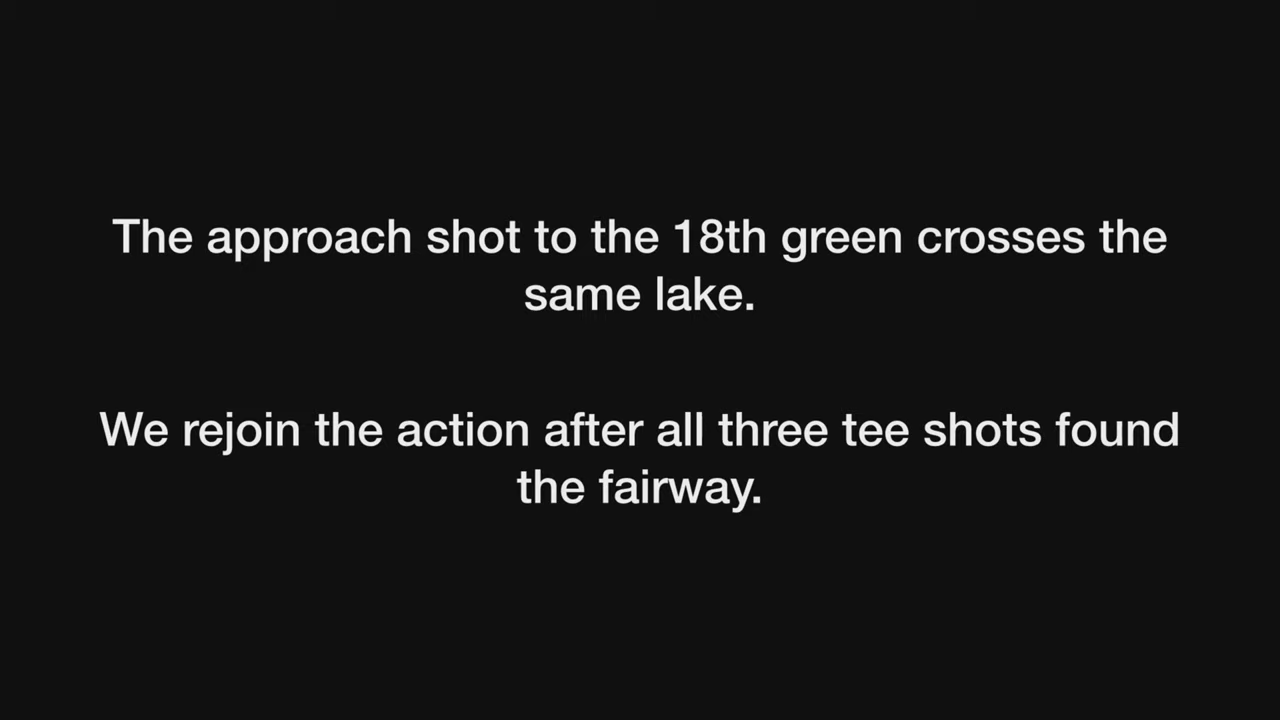 The approach shot to the 18th green crosses the
same lake.
We rejoin the action after all three tee shots found
the fairway.